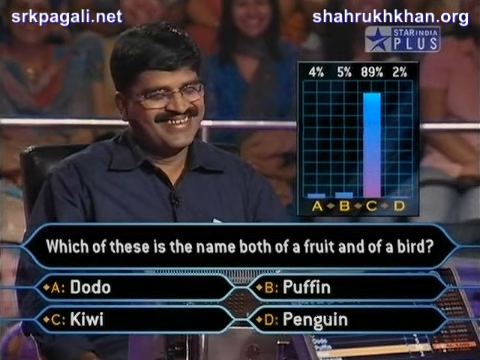 srkpagali.net
shahrukhkhan.org
STAR INDIA
PLUS
4% 5% 89% 2%
A B C D
Which of these is the name both of a fruit and of a bird?
A: Dodo
B: Puffin
C: Kiwi
D: Penguin